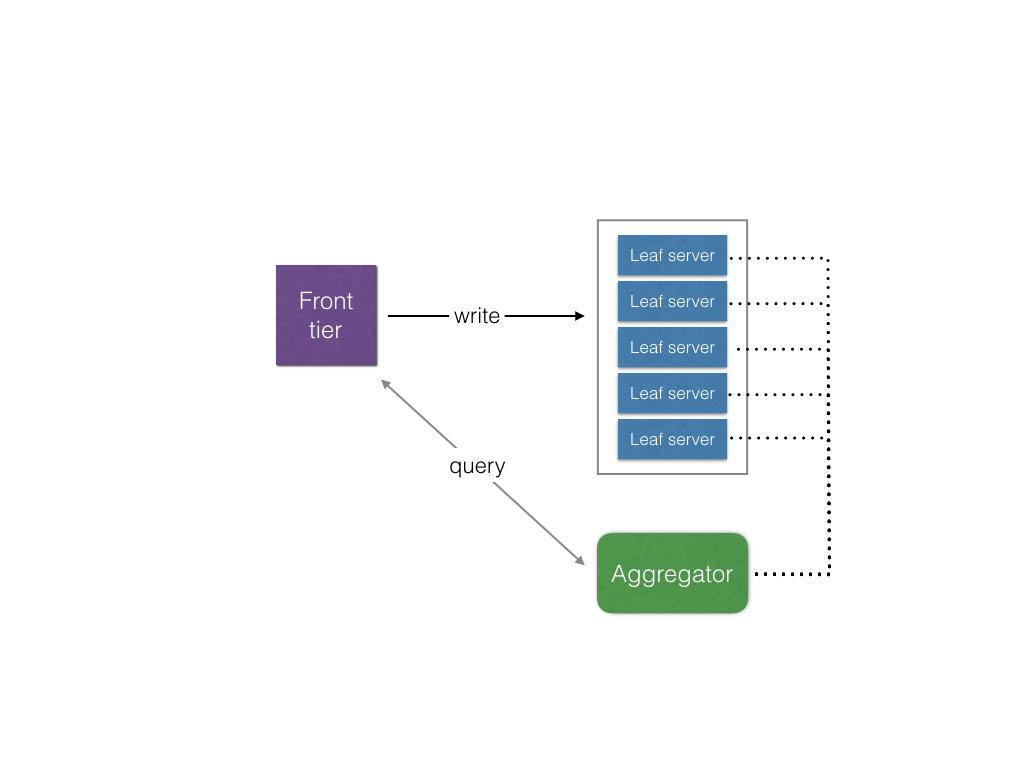 Front
tier
write
Leaf server
Leaf server
Leaf server
Leaf server
Leaf server
query
Aggregator